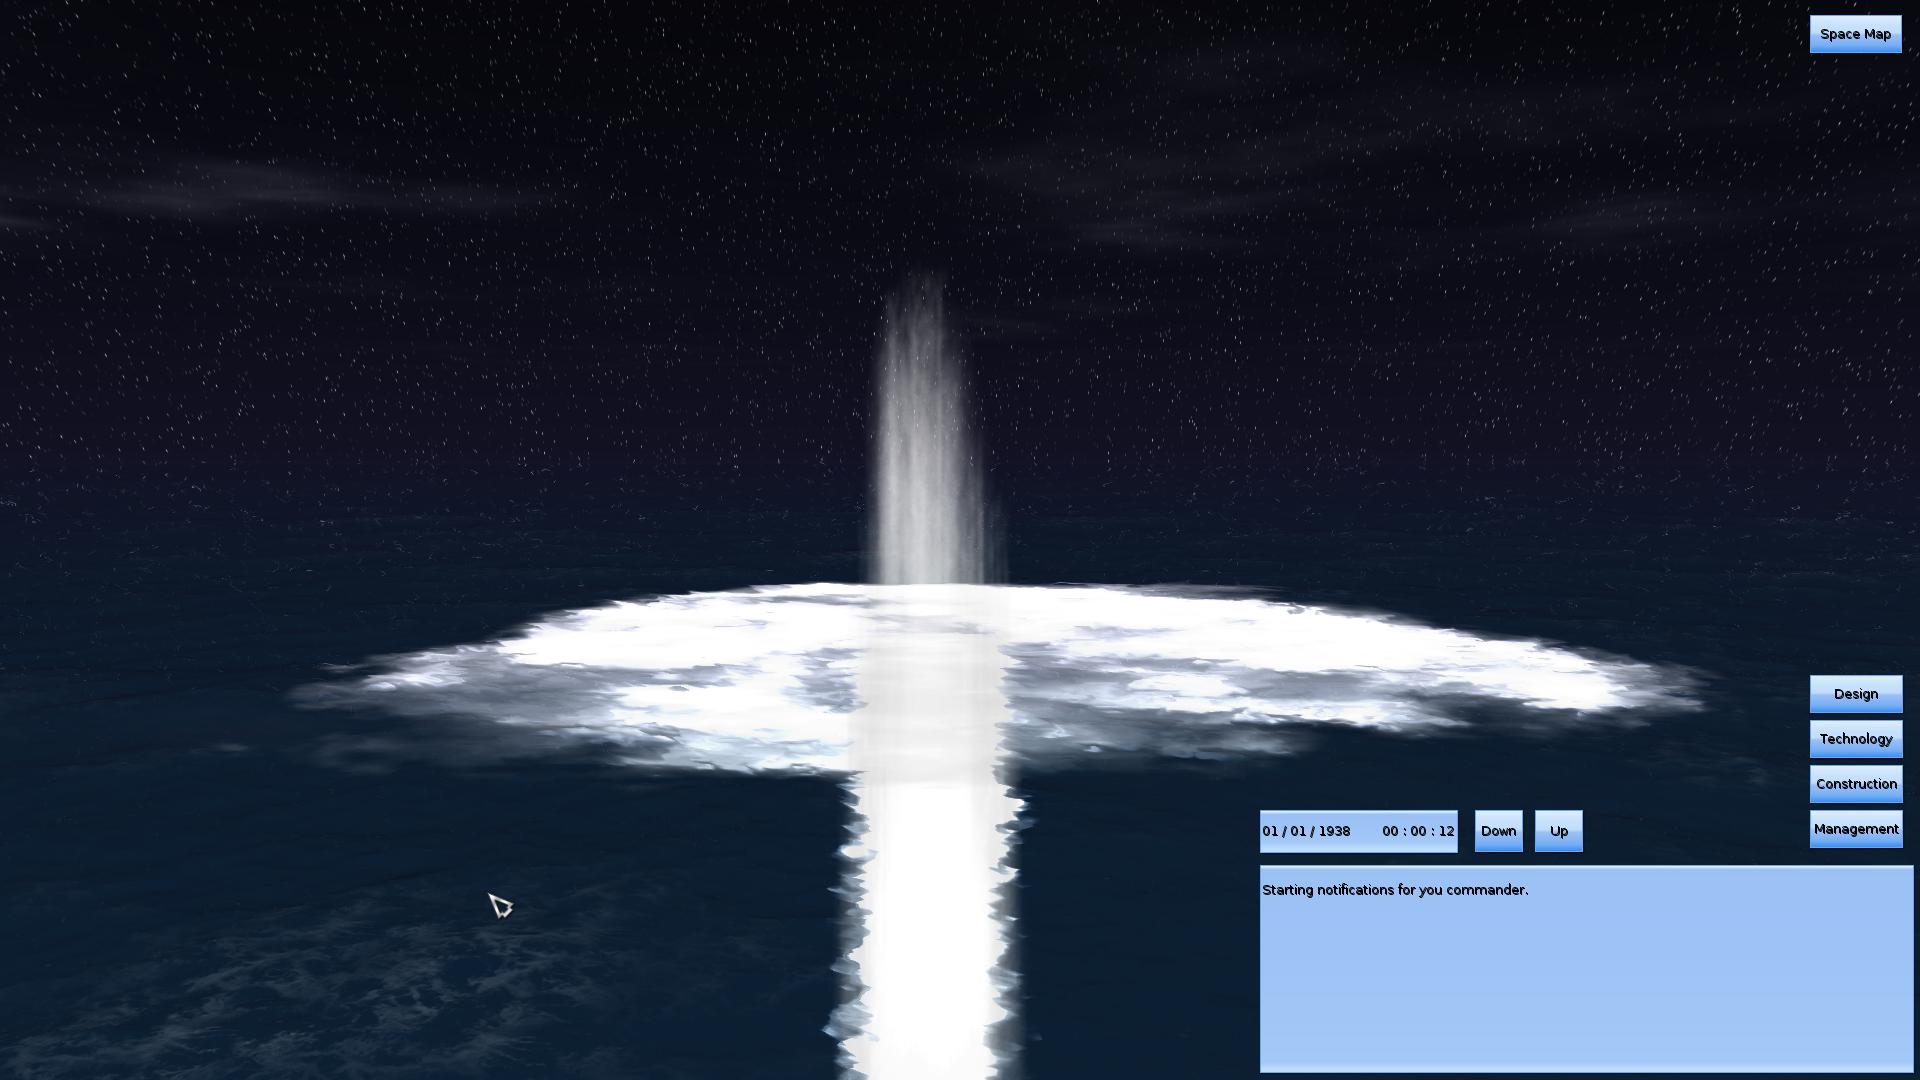 Space Map
Design
Technology
Construction
Management
01 / 01 / 1938 00 : 00 : 12
Down
Up
Starting notifications for you commander.